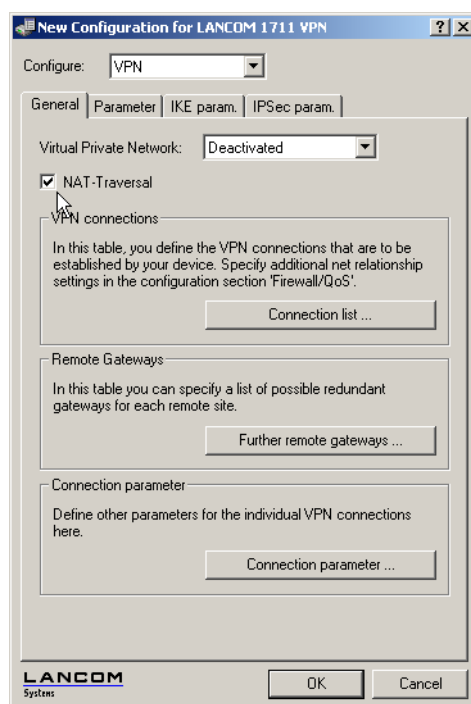 New Configuration for LANCOM 1711 VPN
Configure: VPN
General Parameter IKE param. IPSec param.
Virtual Private Network: Deactivated
NAT-Traversal
VPN connections
In this table, you define the VPN connections that are to be
established by your device. Specify additional net relationship
settings in the configuration section 'Firewall/QoS'.
Connection list ...
Remote Gateways
In this table you can specify a list of possible redundant
gateways for each remote site.
Further remote gateways ...
Connection parameter
Define other parameters for the individual VPN connections
here.
Connection parameter ...
LANCOM
Systems
OK Cancel